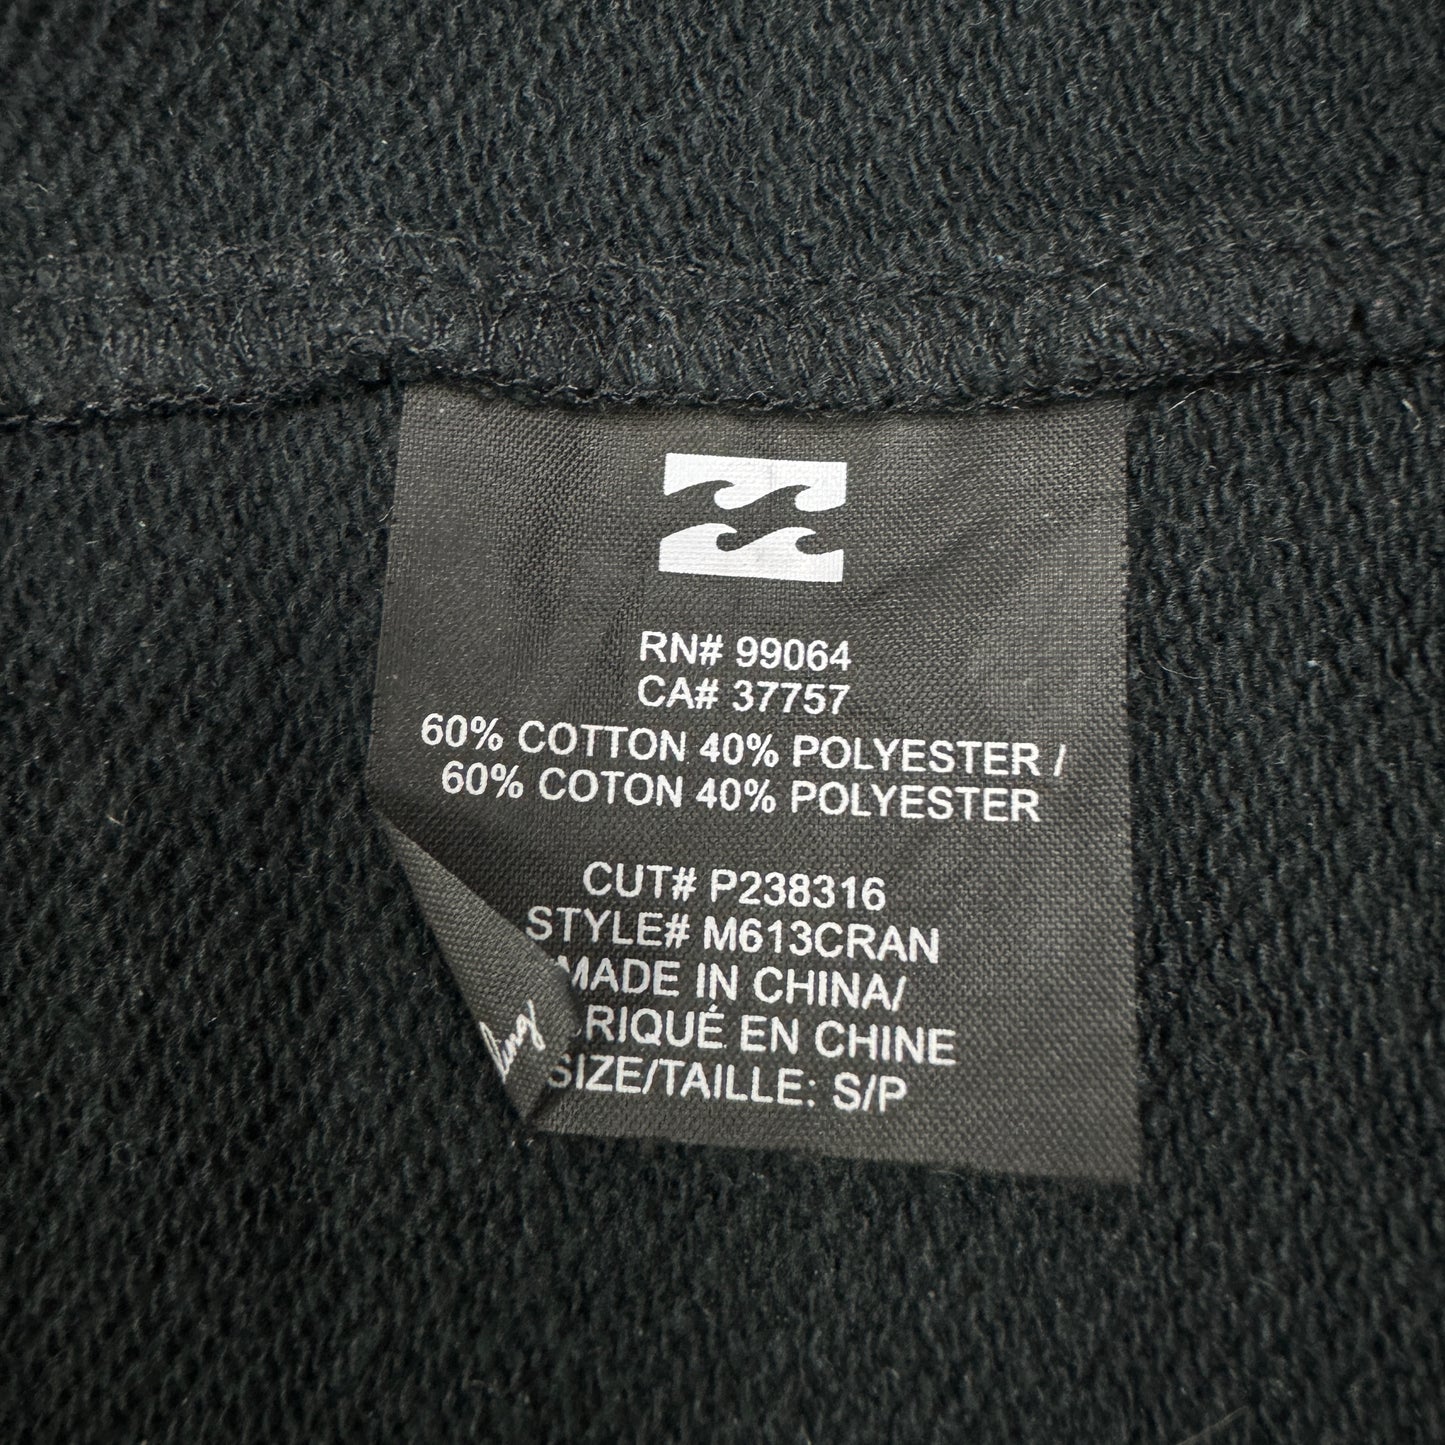 RN# 99064
CA# 37757
60% COTTON 40% POLYESTER /
60% COTON 40% POLYESTER
CUT# P238316
STYLE# M613CRAN
MADE IN CHINA/
RIQUÉ EN CHINE
SIZE/TAILLE: S/P